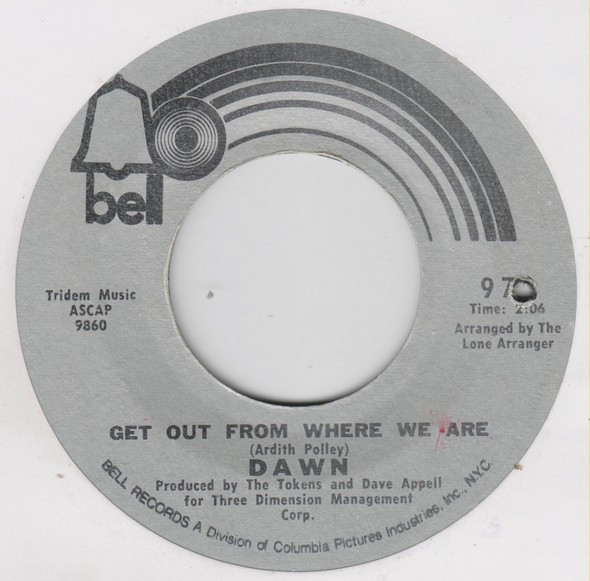 bell
Tridem Music
ASCAP
9860
97
Time: 2:06
Arranged by The
Lone Arranger
GET OUT FROM WHERE WE ARE
(Ardith Polley)
DAWN
Produced by The Tokens and Dave Appell
for Three Dimension Management
Corp.
BELL RECORDS A Division of Columbia Pictures Industries, Inc., N.Y.C.